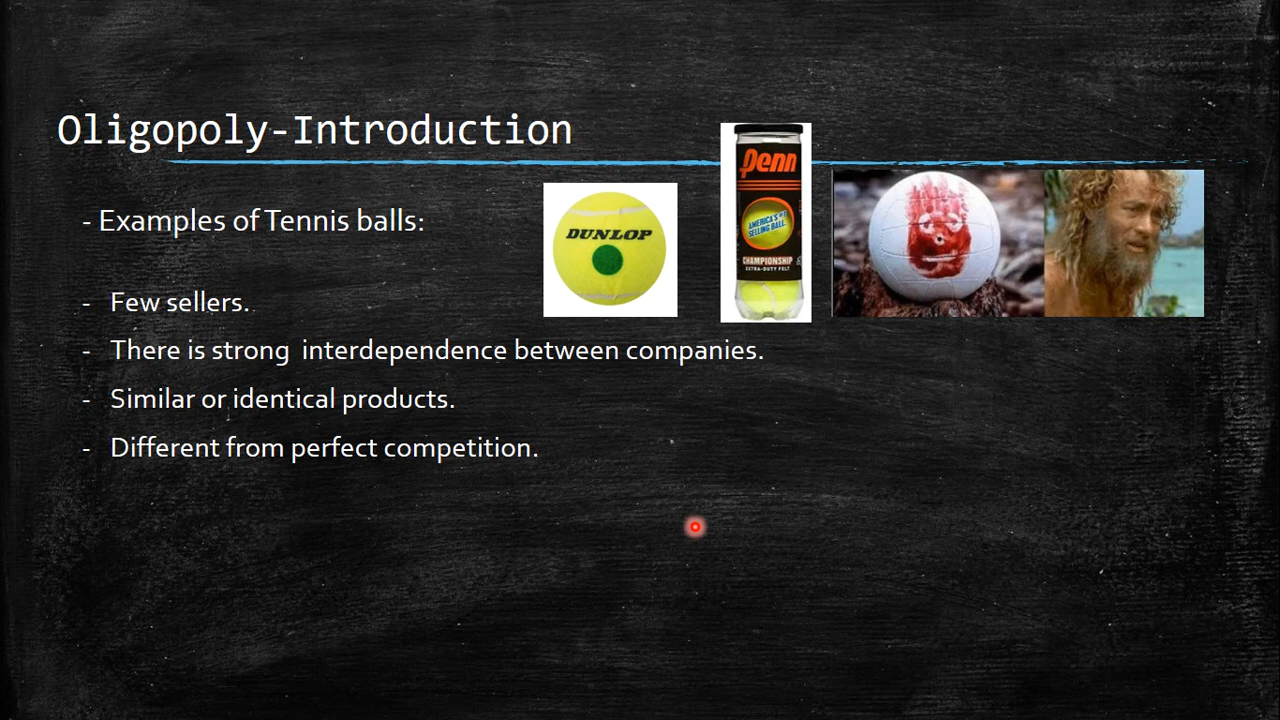 Oligopoly-Introduction
- Examples of Tennis balls:
DUNLOP
Penn
AMERICA'S #1
SELLING BALL
CHAMPIONSHIP
EXTRA-DUTY FELT
- Few sellers.
- There is strong  interdependence between companies.
- Similar or identical products.
- Different from perfect competition.